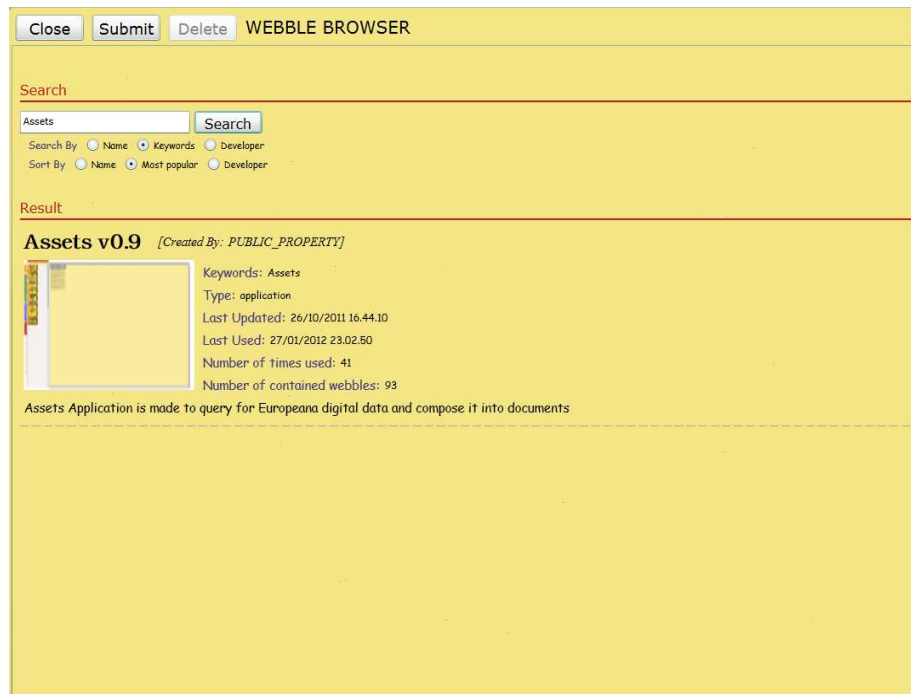 Close Submit Delete WEBBLE BROWSER
Search
Assets Search
Search By Name Keywords Developer
Sort By Name Most popular Developer
Result
Assets v0.9 [Created By: PUBLIC_PROPERTY]
Keywords: Assets
Type: application
Last Updated: 26/10/2011 16.44.10
Last Used: 27/01/2012 23.02.50
Number of times used: 41
Number of contained webbles: 93
Assets Application is made to query for Europeana digital data and compose it into documents